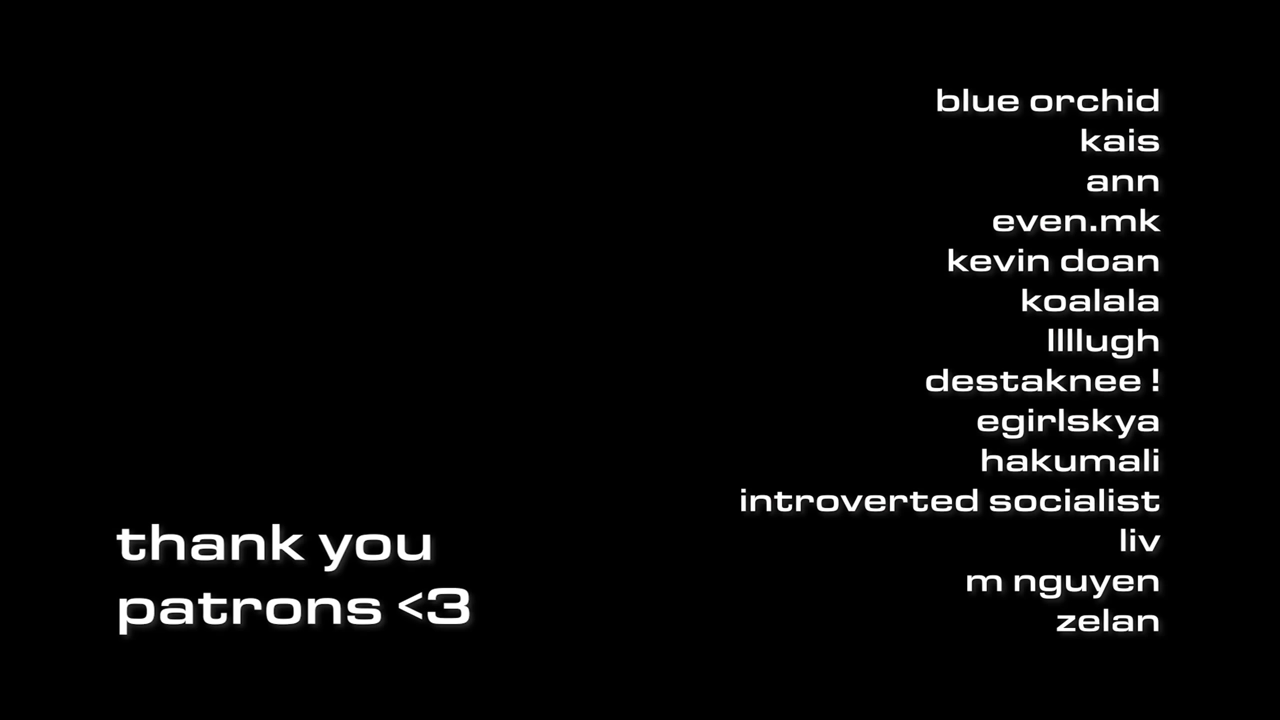 blue orchid
kais
ann
even.mk
kevin doan
koalala
llllugh
destaknee !
egirlskya
hakumali
introverted socialist
liv
m nguyen
zelan
thank you
patrons <3